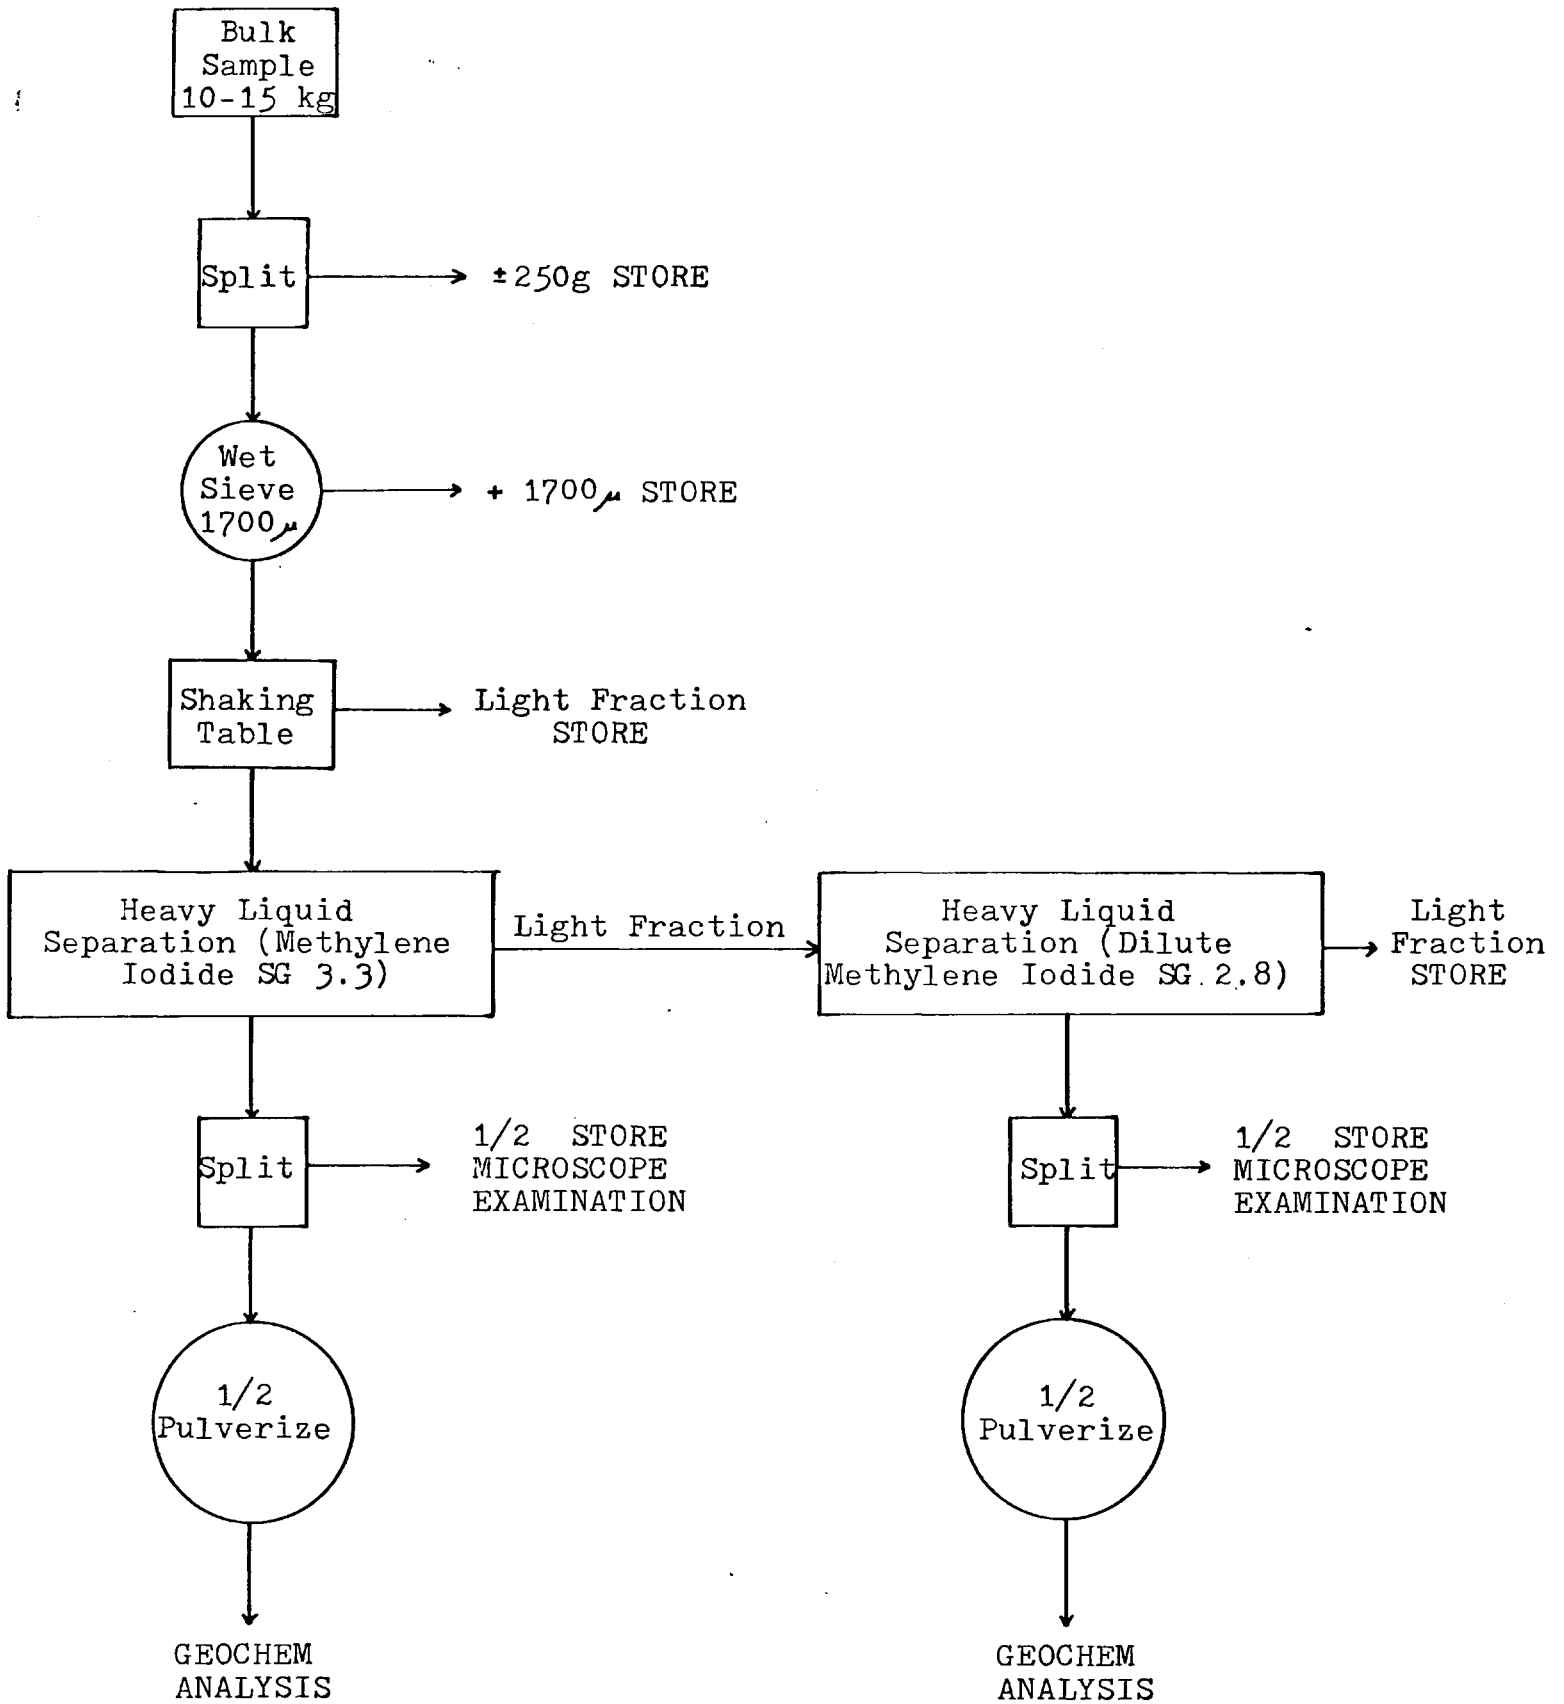 Bulk
Sample
10-15 kg
Split
±250g STORE
Wet
Sieve
1700μ
+ 1700μ STORE
Shaking
Table
Light Fraction
STORE
Heavy Liquid
Separation (Methylene
Iodide SG 3.3)
Light Fraction
Heavy Liquid
Separation (Dilute
Methylene Iodide SG 2.8)
Light
Fraction
STORE
Split
1/2 STORE
MICROSCOPE
EXAMINATION
Split
1/2 STORE
MICROSCOPE
EXAMINATION
1/2
Pulverize
1/2
Pulverize
GEOCHEM
ANALYSIS
GEOCHEM
ANALYSIS